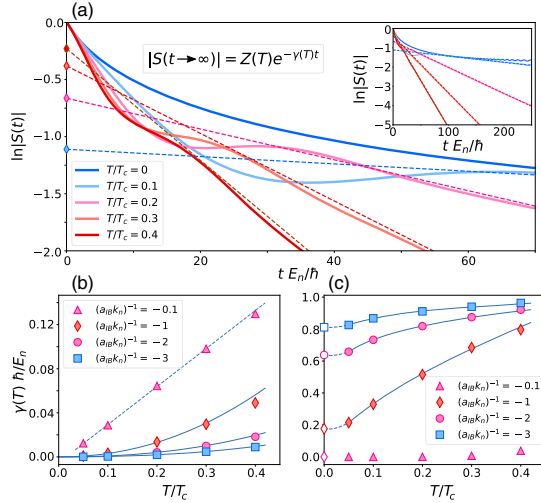 (a)
0.0
−0.5
−1.0
−1.5
−2.0
ln|S(t)|
|S(t→∞)| = Z(T)e^{−γ(T)t}
T/T_c = 0
T/T_c = 0.1
T/T_c = 0.2
T/T_c = 0.3
T/T_c = 0.4
0
20
40
60
t E_n/ħ
0
−1
−2
−3
−4
−5
ln|S(t)|
0
100
200
t E_n/ħ
(b)
0.12
0.08
0.04
0.00
γ(T) ħ/E_n
(a_{IB}k_n)^{−1} = −0.1
(a_{IB}k_n)^{−1} = −1
(a_{IB}k_n)^{−1} = −2
(a_{IB}k_n)^{−1} = −3
0.0
0.1
0.2
0.3
0.4
T/T_c
(c)
1.0
0.8
0.6
0.4
0.2
0.0
(a_{IB}k_n)^{−1} = −0.1
(a_{IB}k_n)^{−1} = −1
(a_{IB}k_n)^{−1} = −2
(a_{IB}k_n)^{−1} = −3
0.0
0.1
0.2
0.3
0.4
T/T_c